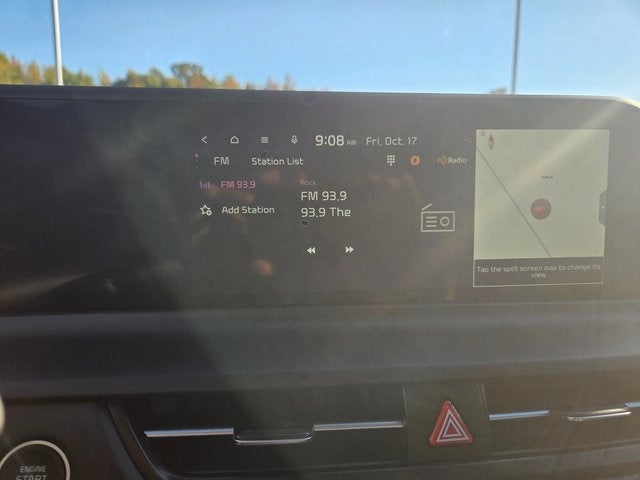 9:08 AM Fri, Oct. 17
FM Station List
HD)Radio
FM 93.9
Add Station
Rock
FM 93.9
93.9 The
N
Tap the split screen map to change its
view.
ENGINE
START